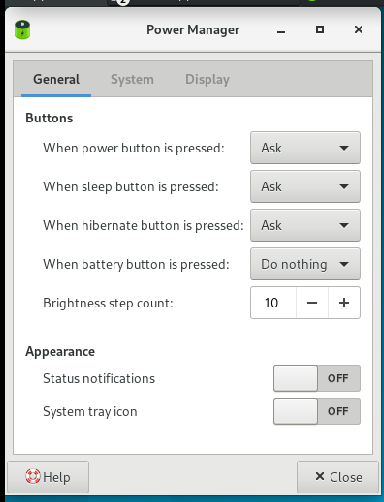 Power Manager
General System Display
Buttons
When power button is pressed: Ask
When sleep button is pressed: Ask
When hibernate button is pressed: Ask
When battery button is pressed: Do nothing
Brightness step count: 10 − +
Appearance
Status notifications OFF
System tray icon OFF
Help Close